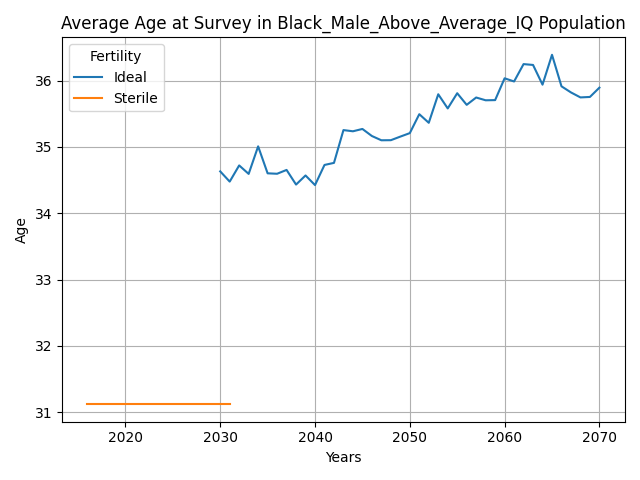 Average Age at Survey in Black_Male_Above_Average_IQ Population
Fertility
Ideal
Sterile
36
35
34
33
32
31
Age
2020 2030 2040 2050 2060 2070
Years